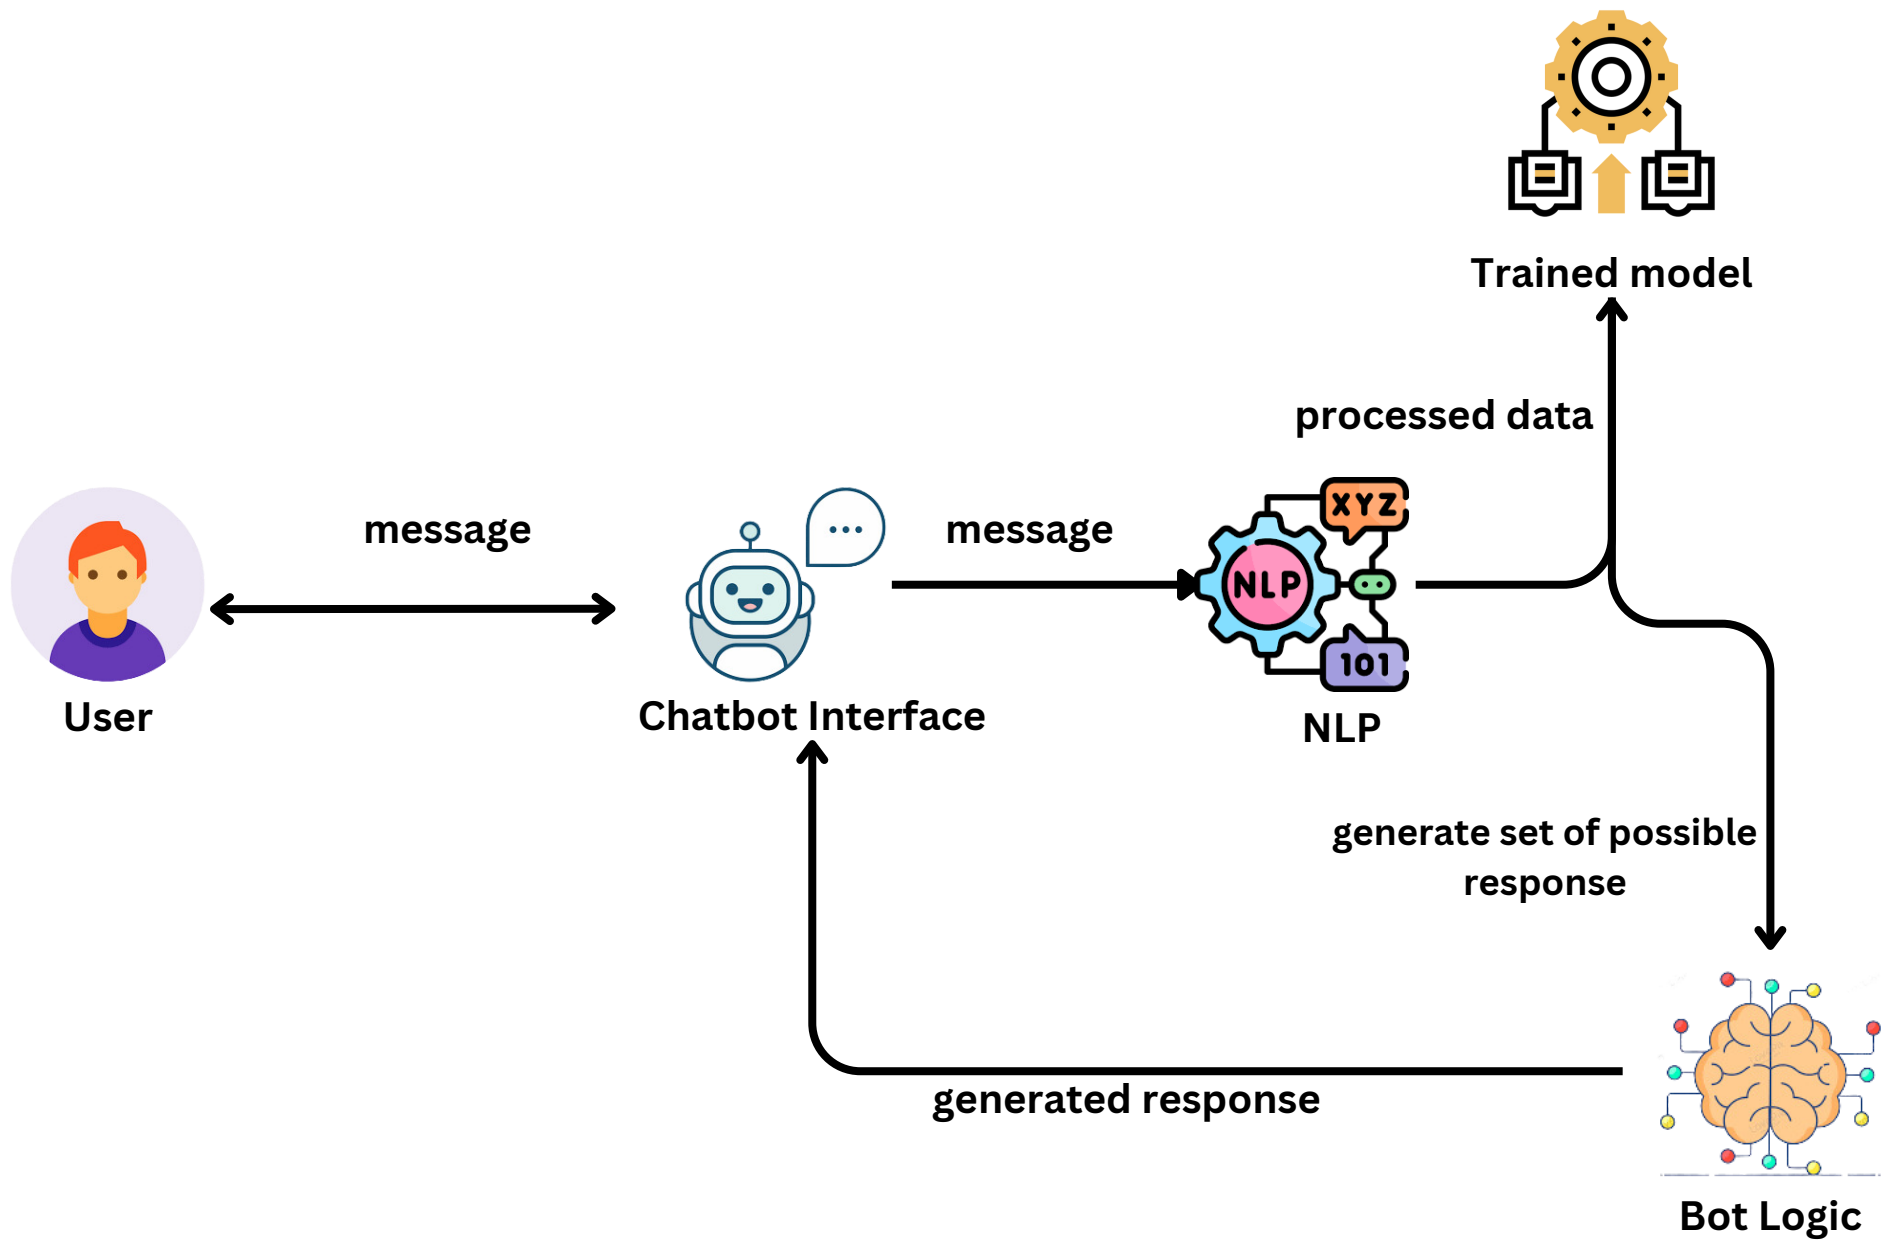 Trained model
processed data
message
message
XYZ
NLP
101
User
Chatbot Interface
NLP
generate set of possible
response
generated response
Bot Logic